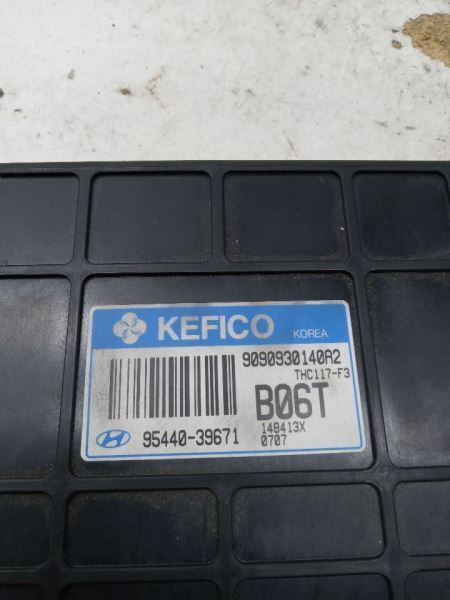 KEFICO KOREA
9090930140A2
THC117-F3
B06T
95440-39671
148413X
0707